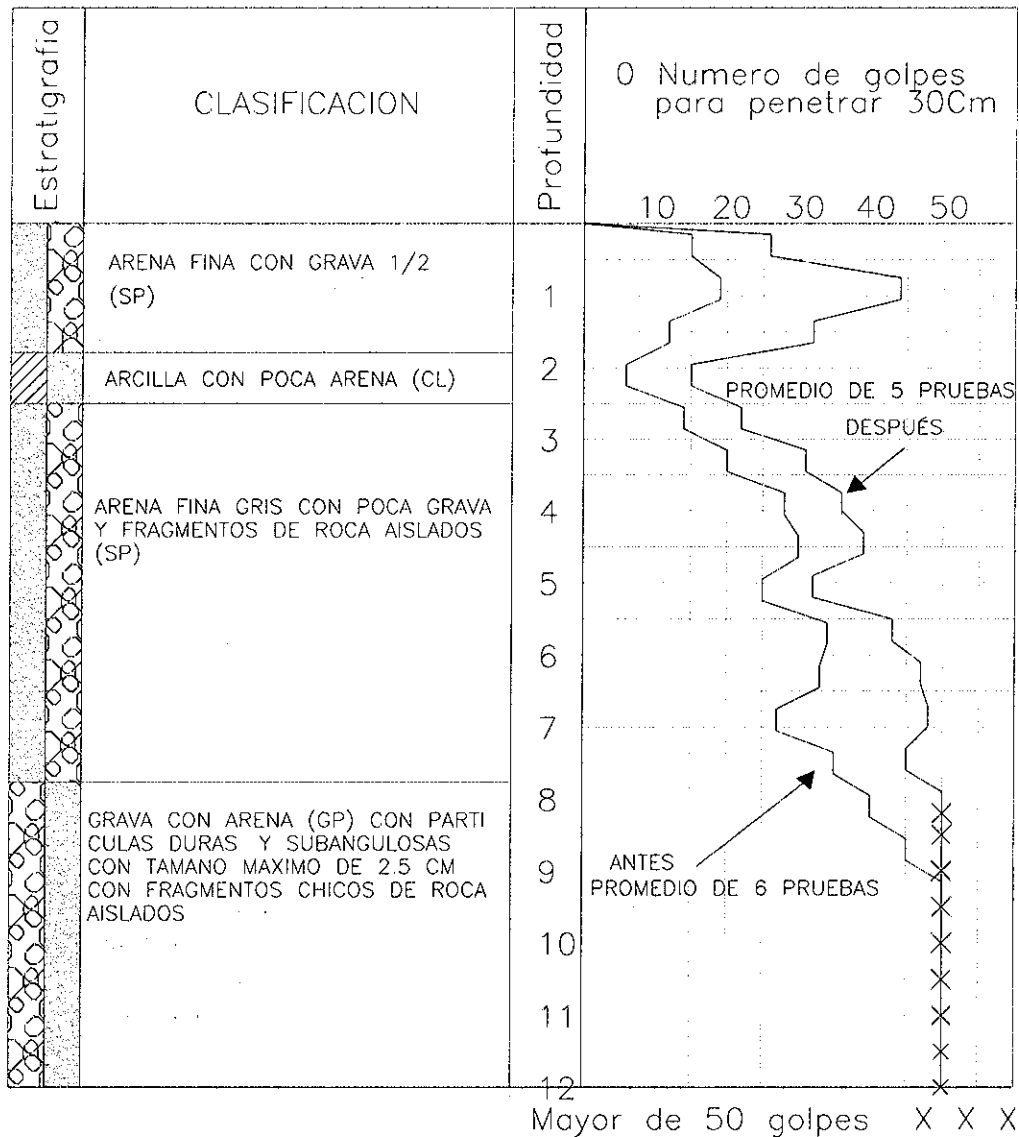 Estratigrafia
CLASIFICACION
Profundidad
0 Numero de golpes
para penetrar 30Cm
10 20 30 40 50
ARENA FINA CON GRAVA 1/2
(SP)
ARCILLA CON POCA ARENA (CL)
ARENA FINA GRIS CON POCA GRAVA
Y FRAGMENTOS DE ROCA AISLADOS
(SP)
GRAVA CON ARENA (GP) CON PARTI
CULAS DURAS Y SUBANGULOSAS
CON TAMANO MAXIMO DE 2.5 CM
CON FRAGMENTOS CHICOS DE ROCA
AISLADOS
1
2
3
4
5
6
7
8
9
10
11
12
PROMEDIO DE 5 PRUEBAS
DESPUÉS
ANTES
PROMEDIO DE 6 PRUEBAS
Mayor de 50 golpes X X X